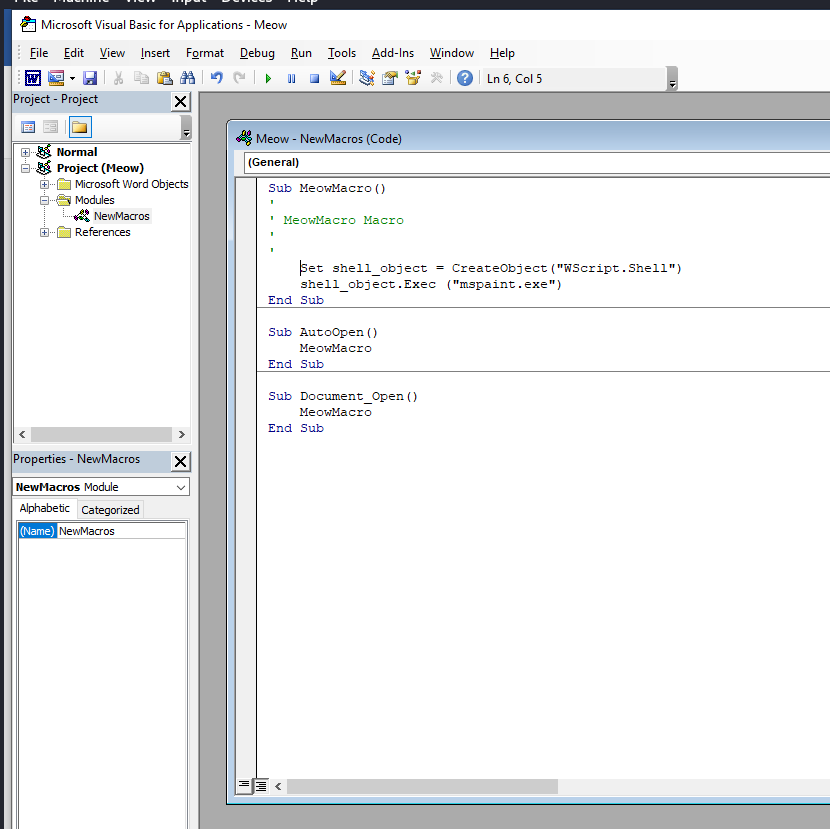 File Machine View Input Devices Help
Microsoft Visual Basic for Applications - Meow
File Edit View Insert Format Debug Run Tools Add-Ins Window Help
Ln 6, Col 5
Project - Project
Normal
Project (Meow)
Microsoft Word Objects
Modules
NewMacros
References
Properties - NewMacros
NewMacros Module
Alphabetic Categorized
(Name) NewMacros
Meow - NewMacros (Code)
(General)
Sub MeowMacro()
'
' MeowMacro Macro
'
'
Set shell_object = CreateObject("WScript.Shell")
shell_object.Exec ("mspaint.exe")
End Sub
Sub AutoOpen()
MeowMacro
End Sub
Sub Document_Open()
MeowMacro
End Sub